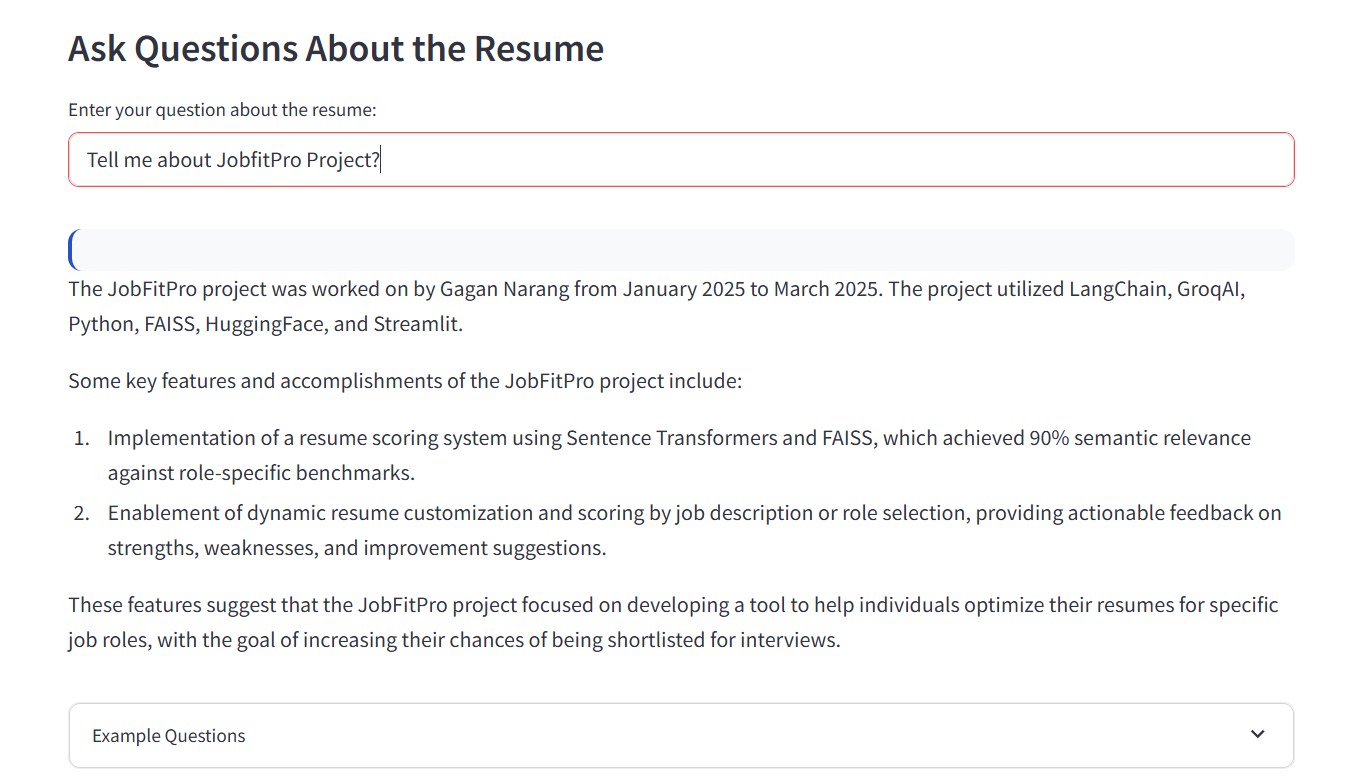 Ask Questions About the Resume
Enter your question about the resume:
Tell me about JobfitPro Project?
The JobFitPro project was worked on by Gagan Narang from January 2025 to March 2025. The project utilized LangChain, GroqAI,
Python, FAISS, HuggingFace, and Streamlit.
Some key features and accomplishments of the JobFitPro project include:
1. Implementation of a resume scoring system using Sentence Transformers and FAISS, which achieved 90% semantic relevance
against role-specific benchmarks.
2. Enablement of dynamic resume customization and scoring by job description or role selection, providing actionable feedback on
strengths, weaknesses, and improvement suggestions.
These features suggest that the JobFitPro project focused on developing a tool to help individuals optimize their resumes for specific
job roles, with the goal of increasing their chances of being shortlisted for interviews.
Example Questions